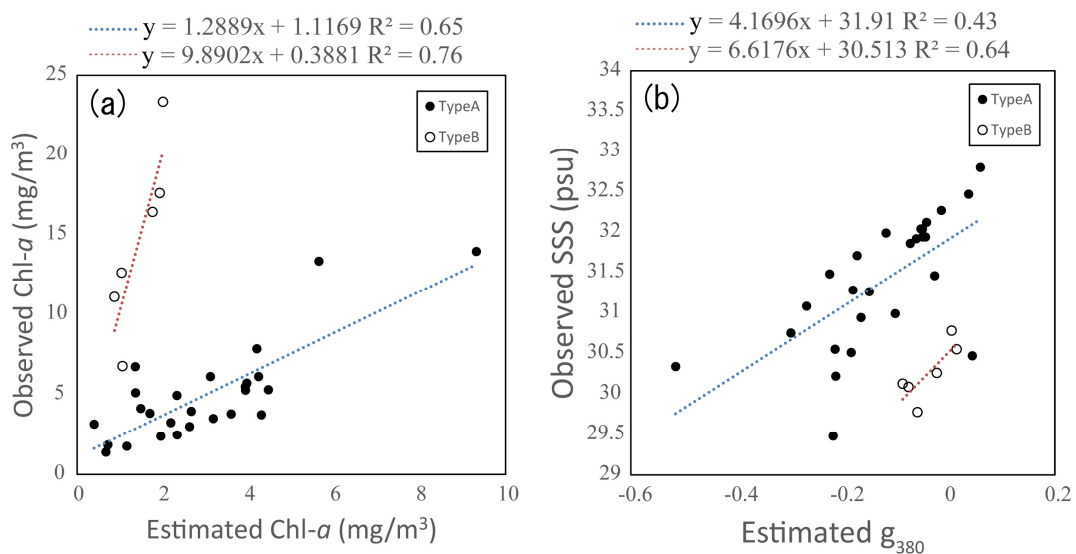 y = 1.2889x + 1.1169 R² = 0.65
y = 9.8902x + 0.3881 R² = 0.76
(a)
TypeA
TypeB
25
20
15
10
5
0
0 2 4 6 8 10
Observed Chl-a (mg/m³)
Estimated Chl-a (mg/m³)
y = 4.1696x + 31.91 R² = 0.43
y = 6.6176x + 30.513 R² = 0.64
(b)
TypeA
TypeB
34
33.5
33
32.5
32
31.5
31
30.5
30
29.5
29
-0.6 -0.4 -0.2 0 0.2
Observed SSS (psu)
Estimated g₃₈₀